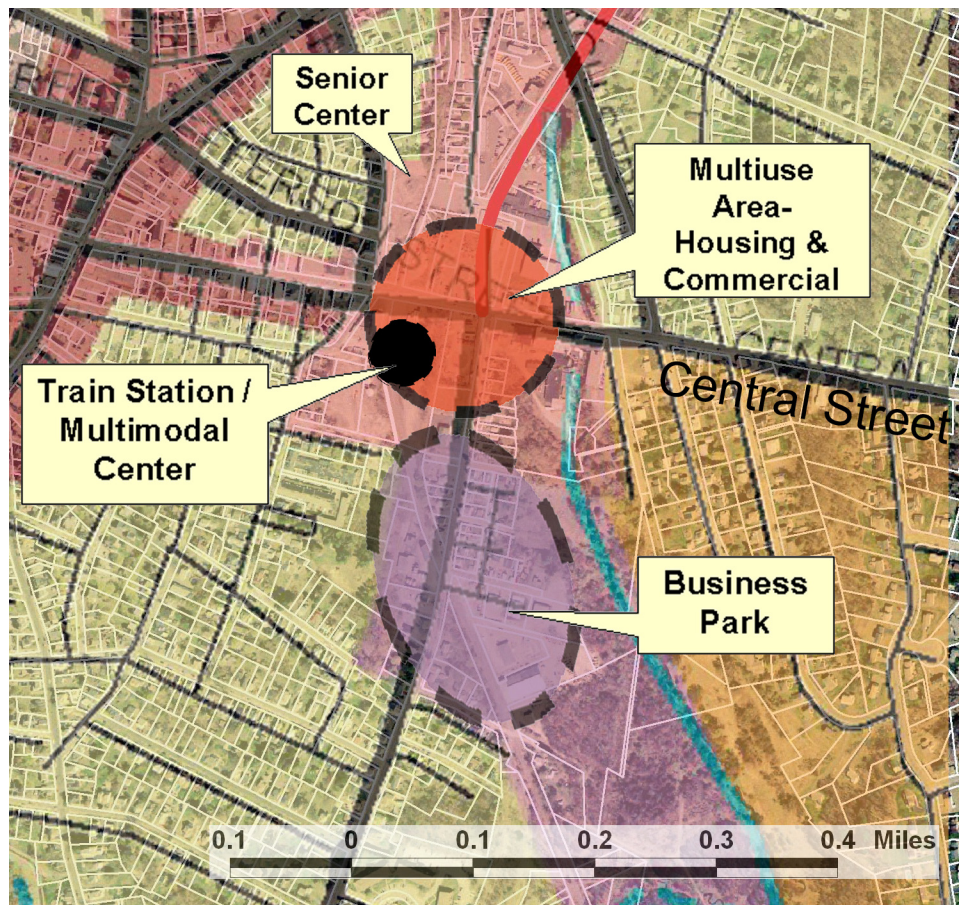 Senior
Center
Multiuse
Area-
Housing &
Commercial
Train Station /
Multimodal
Center
Central Street
Business
Park
0.1 0 0.1 0.2 0.3 0.4 Miles